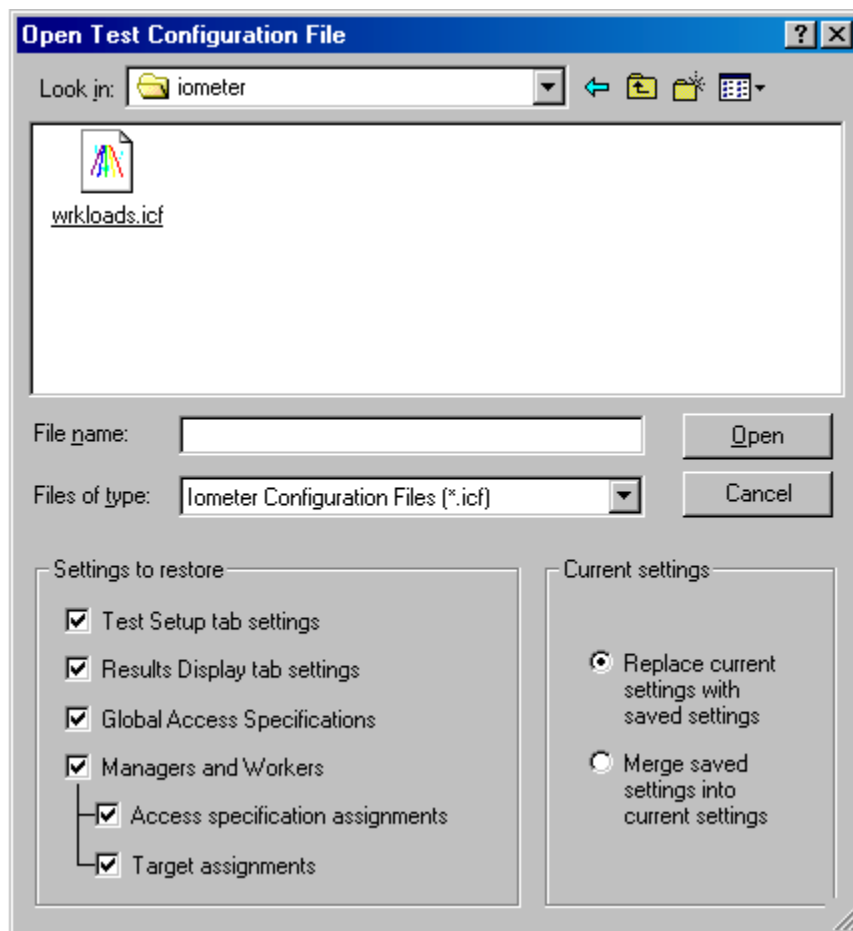 Open Test Configuration File
Look in: iometer
wrkloads.icf
File name:
Open
Files of type: Iometer Configuration Files (*.icf)
Cancel
Settings to restore
Test Setup tab settings
Results Display tab settings
Global Access Specifications
Managers and Workers
Access specification assignments
Target assignments
Current settings
Replace current
settings with
saved settings
Merge saved
settings into
current settings